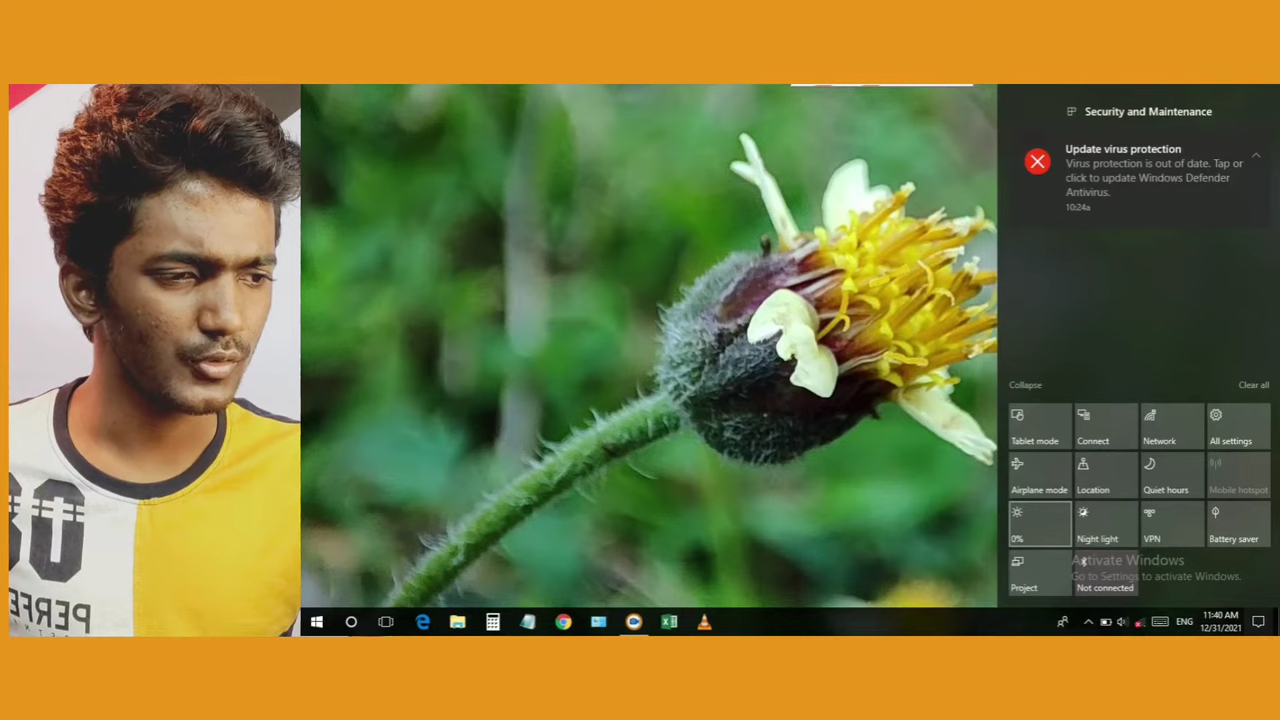 Security and Maintenance
Update virus protection
Virus protection is out of date. Tap or
click to update Windows Defender
Antivirus.
10:24a
Collapse
Clear all
Tablet mode
Connect
Network
All settings
Airplane mode
Location
Quiet hours
Mobile hotspot
0%
Night light
VPN
Battery saver
Activate Windows
Go to Settings to activate Windows.
Project
Not connected
ENG
11:40 AM
12/31/2021